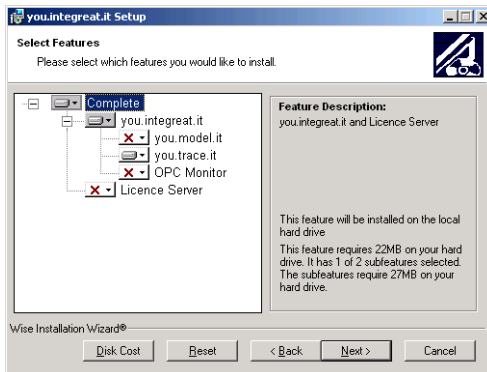 you.integreat.it Setup
Select Features
Please select which features you would like to install.
Complete
you.integreat.it
you.model.it
you.trace.it
OPC Monitor
Licence Server
Feature Description:
you.integreat.it and Licence Server
This feature will be installed on the local
hard drive
This feature requires 22MB on your hard
drive. It has 1 of 2 subfeatures selected.
The subfeatures require 27MB on your
hard drive.
Wise Installation Wizard®
Disk Cost
Reset
< Back
Next >
Cancel